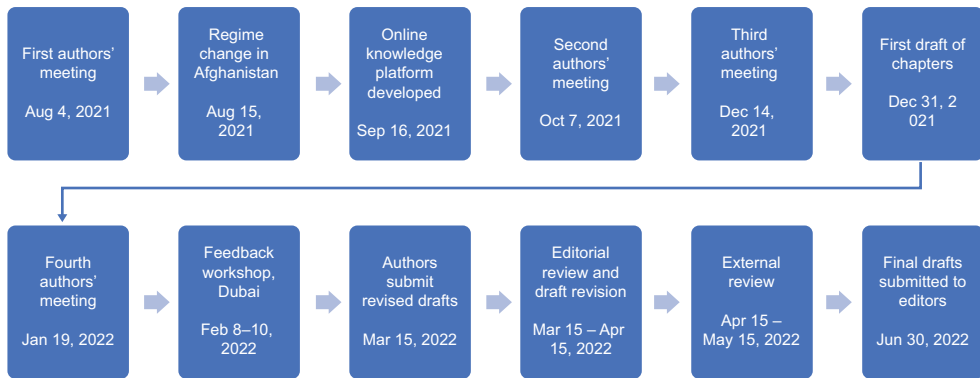 First authors’
meeting
Aug 4, 2021
Regime
change in
Afghanistan
Aug 15,
2021
Online
knowledge
platform
developed
Sep 16, 2021
Second
authors’
meeting
Oct 7, 2021
Third
authors’
meeting
Dec 14,
2021
First draft of
chapters
Dec 31, 2
021
Fourth
authors’
meeting
Jan 19, 2022
Feedback
workshop,
Dubai
Feb 8–10,
2022
Authors
submit
revised drafts
Mar 15, 2022
Editorial
review and
draft revision
Mar 15 – Apr
15, 2022
External
review
Apr 15 –
May 15, 2022
Final drafts
submitted to
editors
Jun 30, 2022